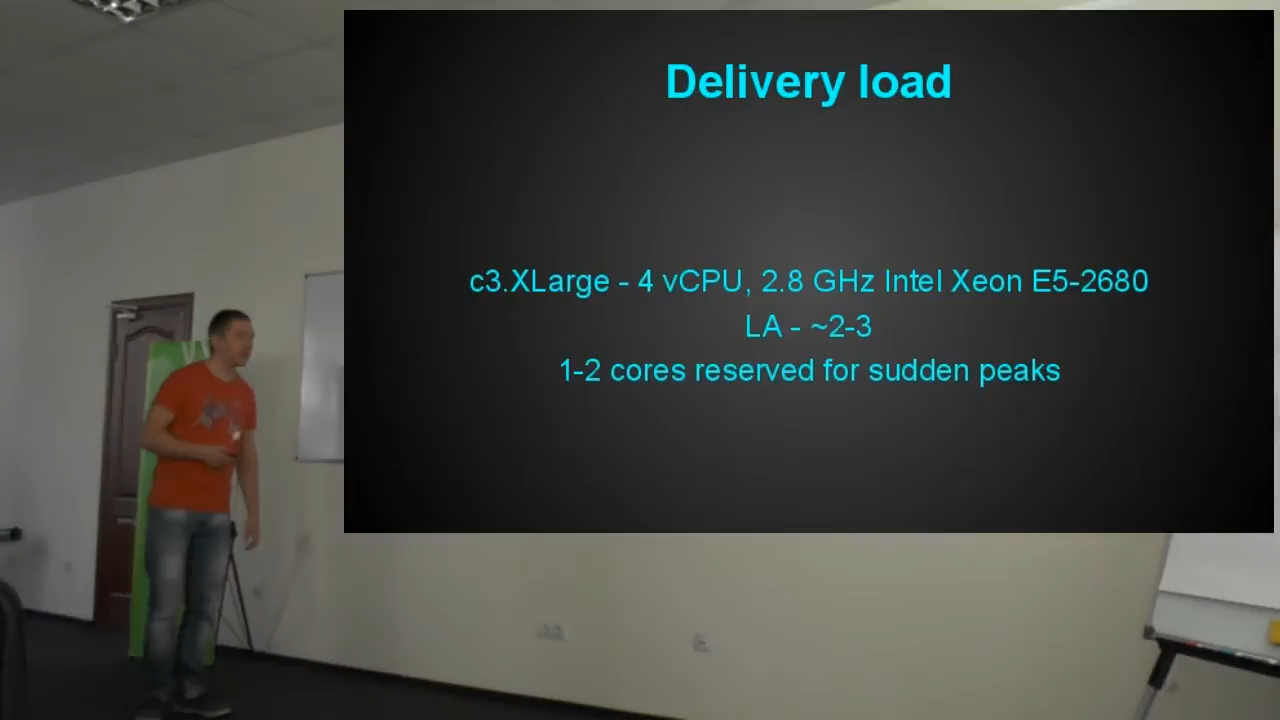 Delivery load
c3.XLarge - 4 vCPU, 2.8 GHz Intel Xeon E5-2680
LA - ~2-3
1-2 cores reserved for sudden peaks